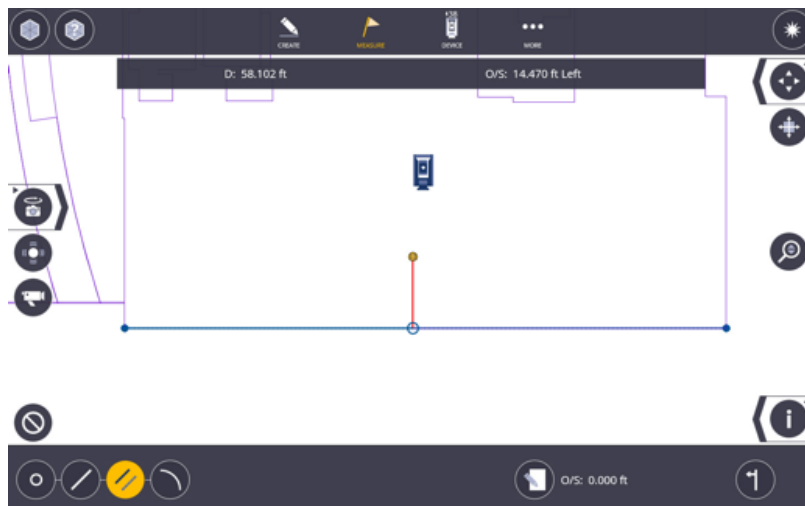 CREATE
MEASURE
DEVICE
MORE
D: 58.102 ft
O/S: 14.470 ft Left
O/S: 0.000 ft